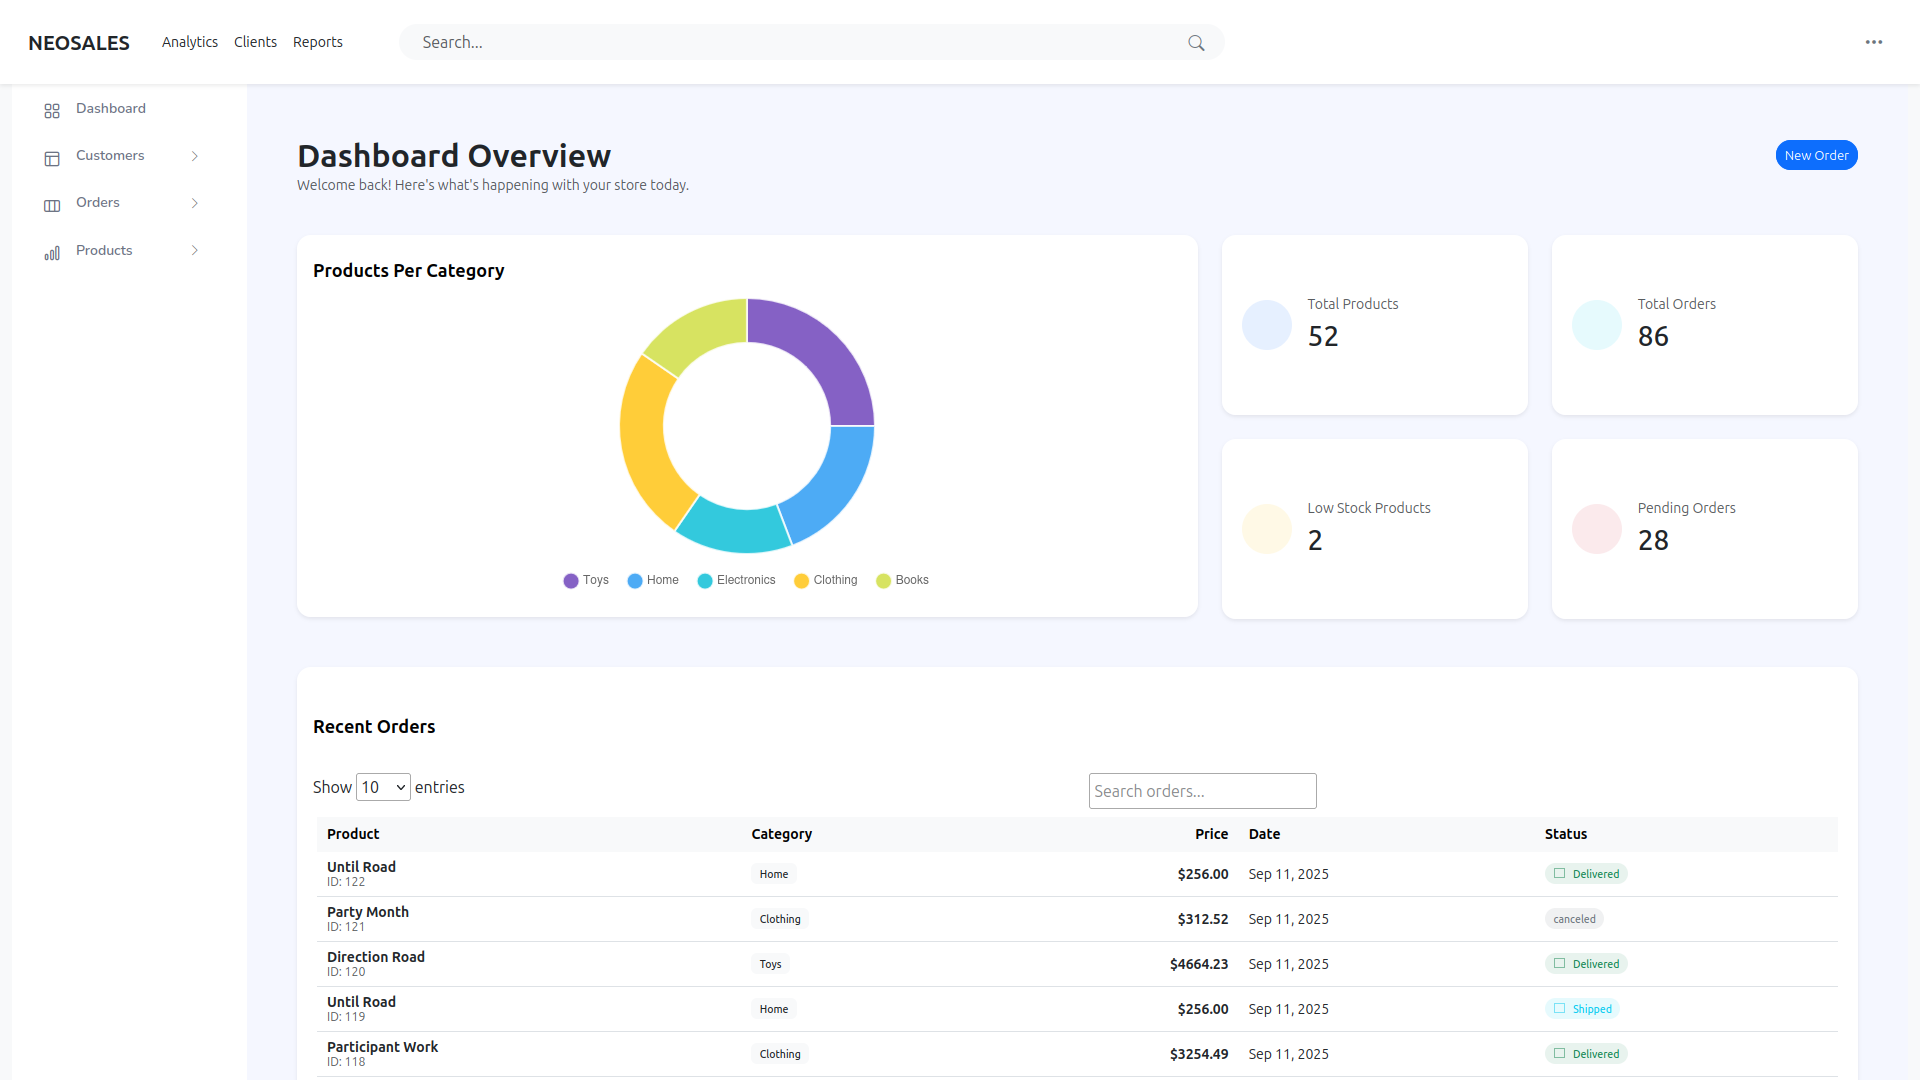 NEOSALES
Analytics Clients Reports
Search...
Dashboard
Customers
Orders
Products
Dashboard Overview
Welcome back! Here's what's happening with your store today.
New Order
Products Per Category
Toys Home Electronics Clothing Books
Total Products
52
Total Orders
86
Low Stock Products
2
Pending Orders
28
Recent Orders
Show 10 entries
Search orders...
Product Category Price Date Status
Until Road
ID: 122
Home $256.00 Sep 11, 2025 Delivered
Party Month
ID: 121
Clothing $312.52 Sep 11, 2025 canceled
Direction Road
ID: 120
Toys $4664.23 Sep 11, 2025 Delivered
Until Road
ID: 119
Home $256.00 Sep 11, 2025 Shipped
Participant Work
ID: 118
Clothing $3254.49 Sep 11, 2025 Delivered